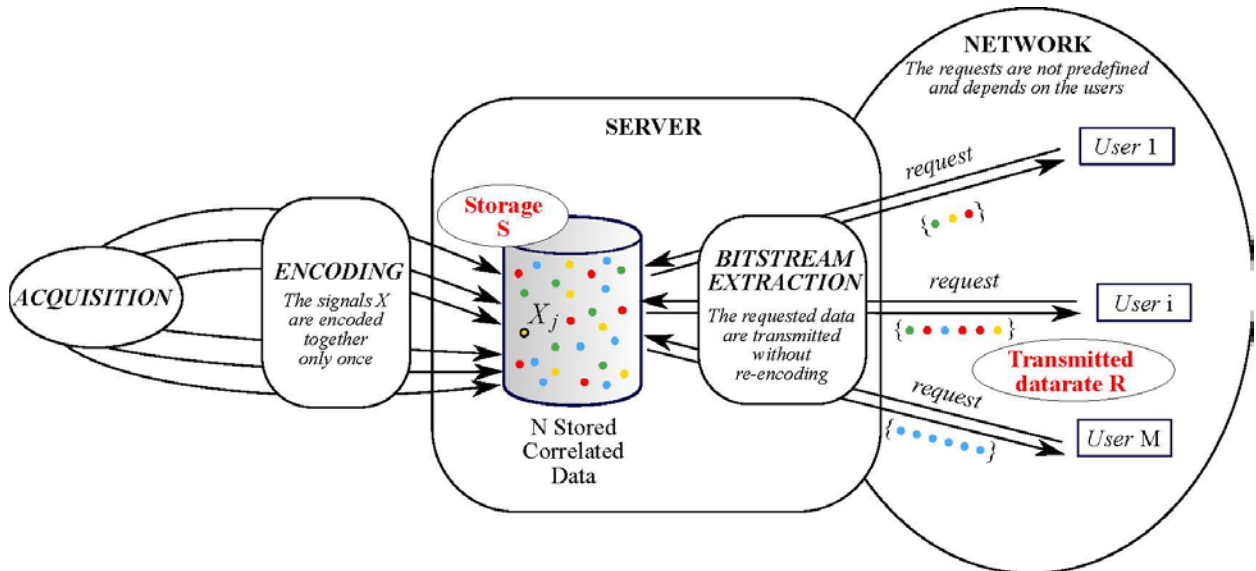 ACQUISITION
ENCODING
The signals X
are encoded
together
only once
SERVER
Storage
S
X_j
N Stored
Correlated
Data
BITSTREAM
EXTRACTION
The requested data
are transmitted
without
re-encoding
NETWORK
The requests are not predefined
and depends on the users
request
{ }
User 1
request
{ }
User i
Transmitted
datarate R
request
{ }
User M